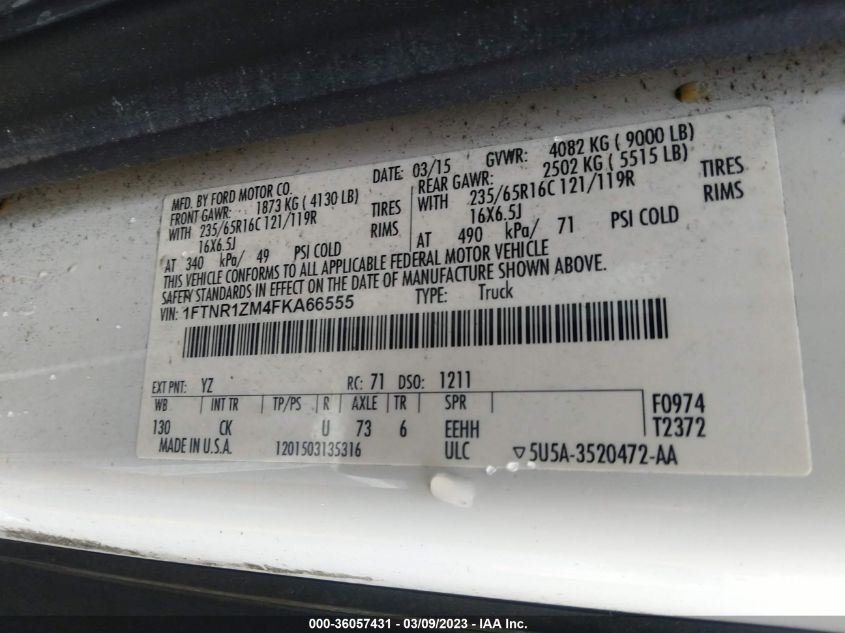 MFD. BY FORD MOTOR CO. DATE: 03/15 GVWR: 4082 KG ( 9000 LB)
FRONT GAWR: 1873 KG ( 4130 LB) REAR GAWR: 2502 KG ( 5515 LB)
WITH 235/65R16C 121/119R TIRES WITH 235/65R16C 121/119R TIRES
16X6.5J RIMS 16X6.5J RIMS
AT 340 kPa/ 49 PSI COLD AT 490 kPa/ 71 PSI COLD
THIS VEHICLE CONFORMS TO ALL APPLICABLE FEDERAL MOTOR VEHICLE
SAFETY STANDARDS IN EFFECT ON THE DATE OF MANUFACTURE SHOWN ABOVE.
VIN: 1FTNR1ZM4FKA66555 TYPE: Truck
EXT PNT: YZ RC: 71 DSO: 1211
WB INT TR TP/PS R AXLE TR SPR F0974
130 CK U 73 6 EEHH T2372
MADE IN U.S.A. 1201503135316 ULC ▽5U5A-3520472-AA
000-36057431 - 03/09/2023 - IAA Inc.